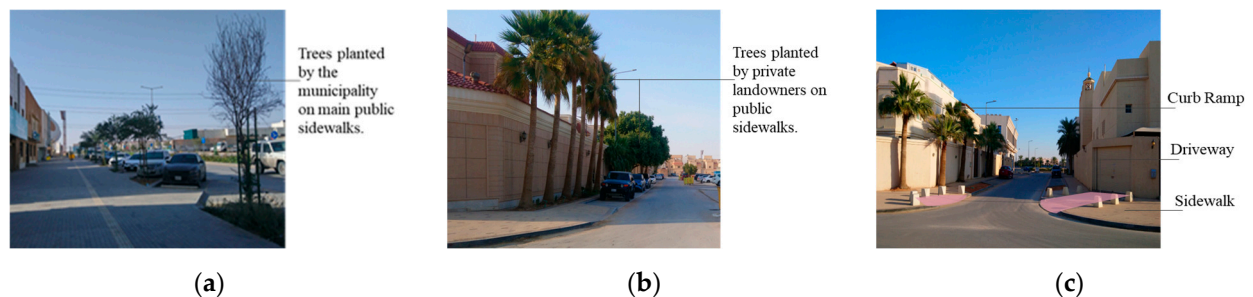 Trees planted
by the
municipality
on main public
sidewalks.
Trees planted
by private
landowners on
public
sidewalks.
Curb Ramp
Driveway
Sidewalk
(a)
(b)
(c)